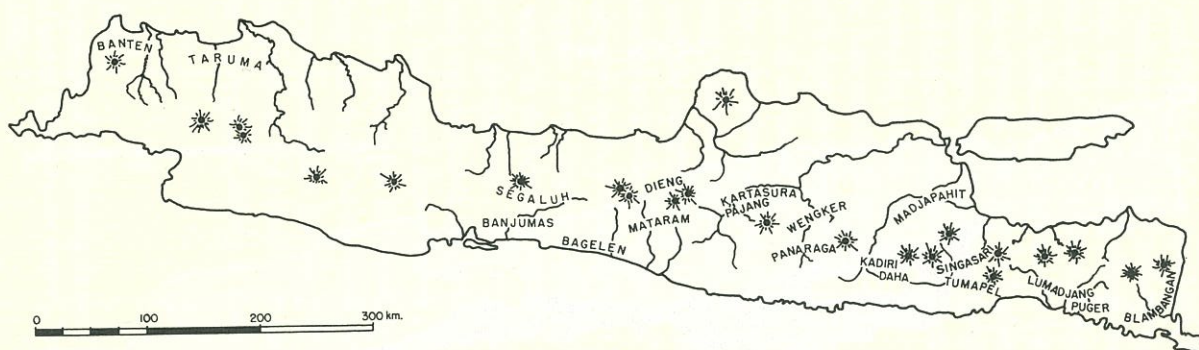 BANTEN
TARUMA
SEGALUH
BANJUMAS
BAGELEN
DIENG
MATARAM
KARTASURA
PAJANG
WENGKER
PANARAGA
MADJAPAHIT
KADIRI
DAHA
SINGASARI
TUMAPEL
LUMADJANG
PUGER
BLAMBANGAN
0 100 200 300 km.